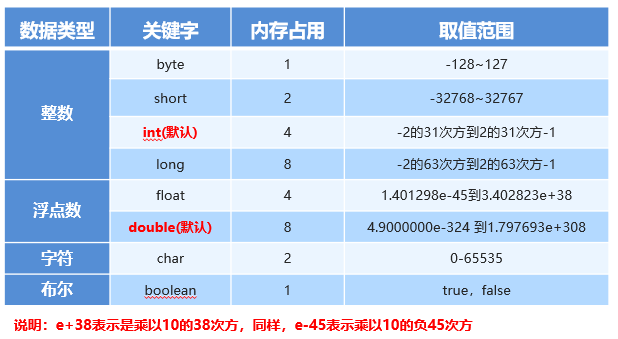 数据类型 关键字 内存占用 取值范围
整数 byte 1 -128~127
short 2 -32768~32767
int(默认) 4 -2的31次方到2的31次方-1
long 8 -2的63次方到2的63次方-1
浮点数 float 4 1.401298e-45到3.402823e+38
double(默认) 8 4.9000000e-324 到1.797693e+308
字符 char 2 0-65535
布尔 boolean 1 true，false
说明：e+38表示是乘以10的38次方，同样，e-45表示乘以10的负45次方